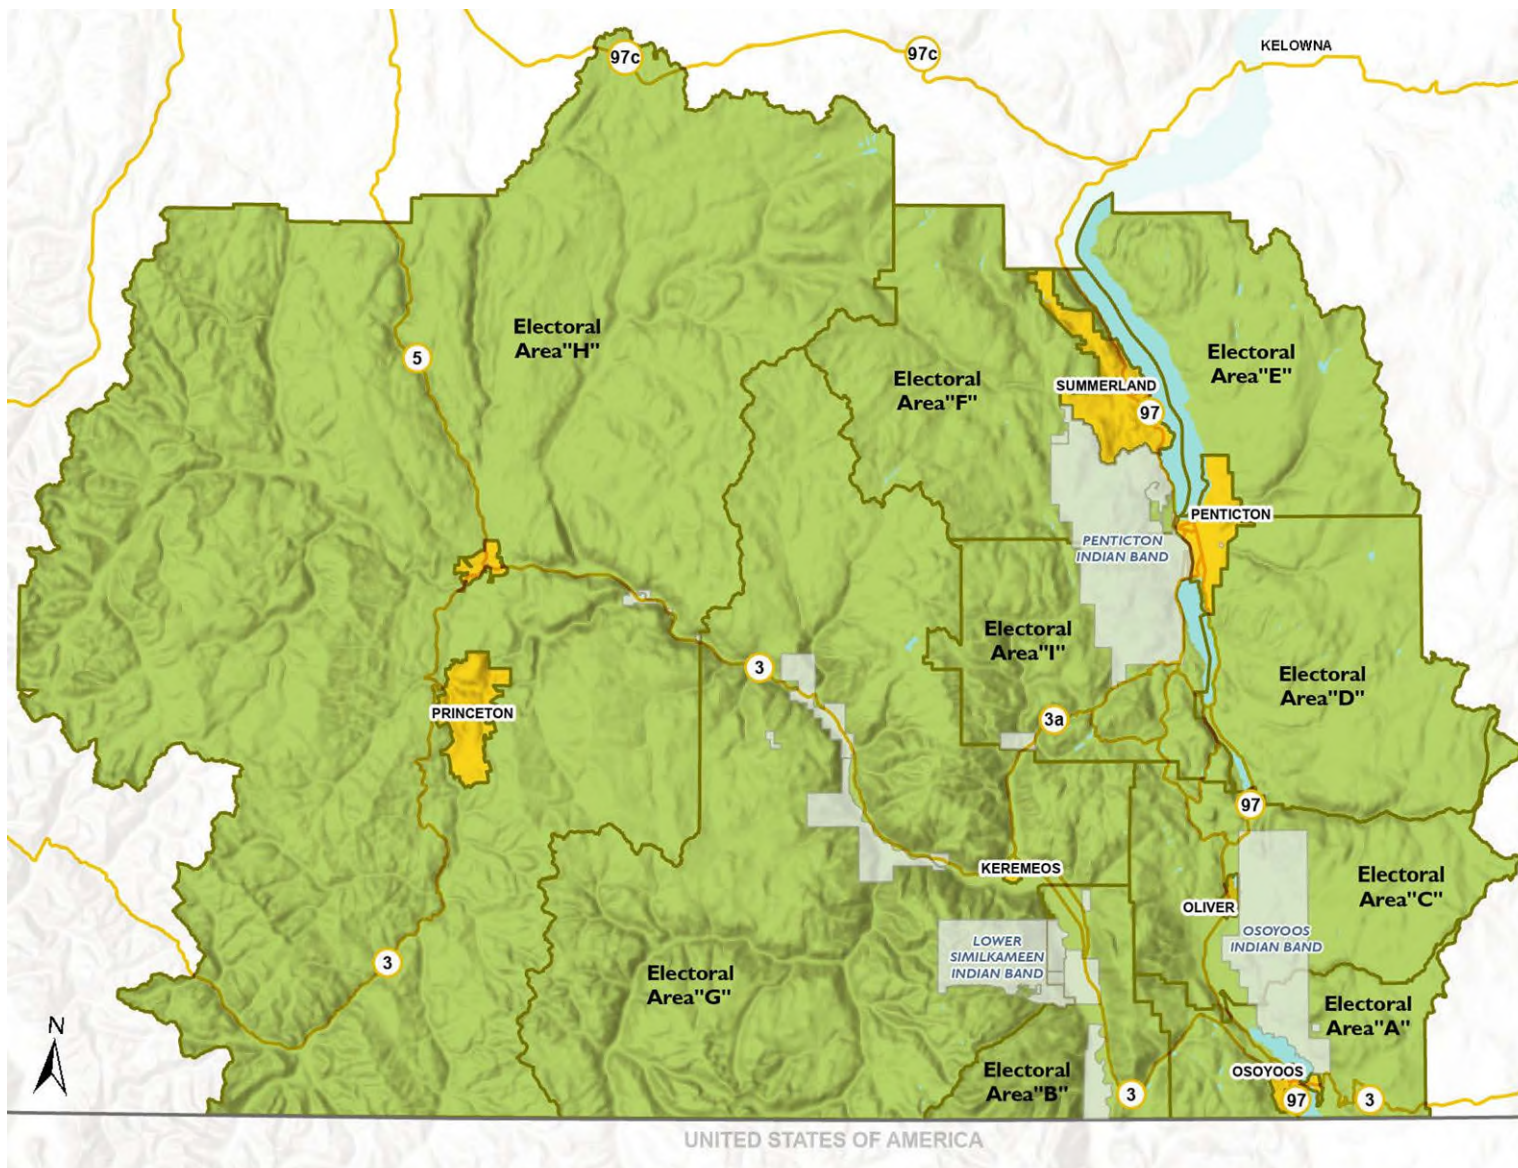 97c
97c
KELOWNA
Electoral
Area"H"
5
Electoral
Area"F"
SUMMERLAND
97
Electoral
Area"E"
PENTICTON
PENTICTON
INDIAN BAND
Electoral
Area"I"
3
Electoral
Area"D"
PRINCETON
3a
97
KEREMEOS
Electoral
Area"C"
OLIVER
OSOYOOS
INDIAN BAND
LOWER
SIMILKAMEEN
INDIAN BAND
3
Electoral
Area"G"
Electoral
Area"A"
N
Electoral
Area"B"
OSOYOOS
3
97
3
UNITED STATES OF AMERICA